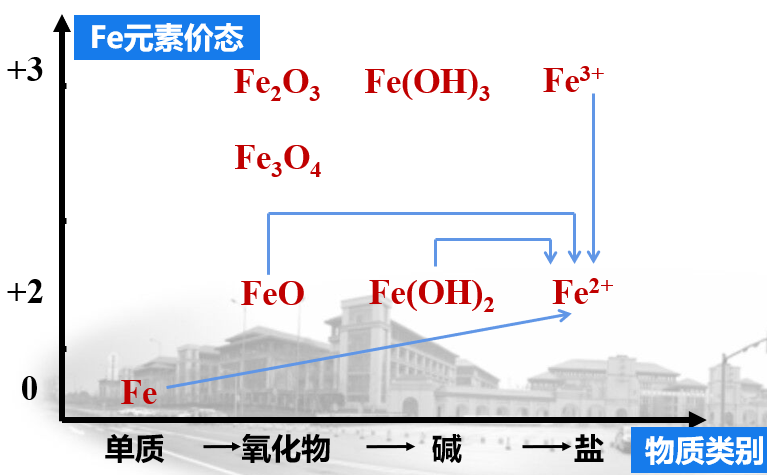 Fe元素价态
+3 Fe₂O₃ Fe(OH)₃ Fe³⁺
Fe₃O₄
+2 FeO Fe(OH)₂ Fe²⁺
0 Fe
单质 氧化物 碱 盐 物质类别